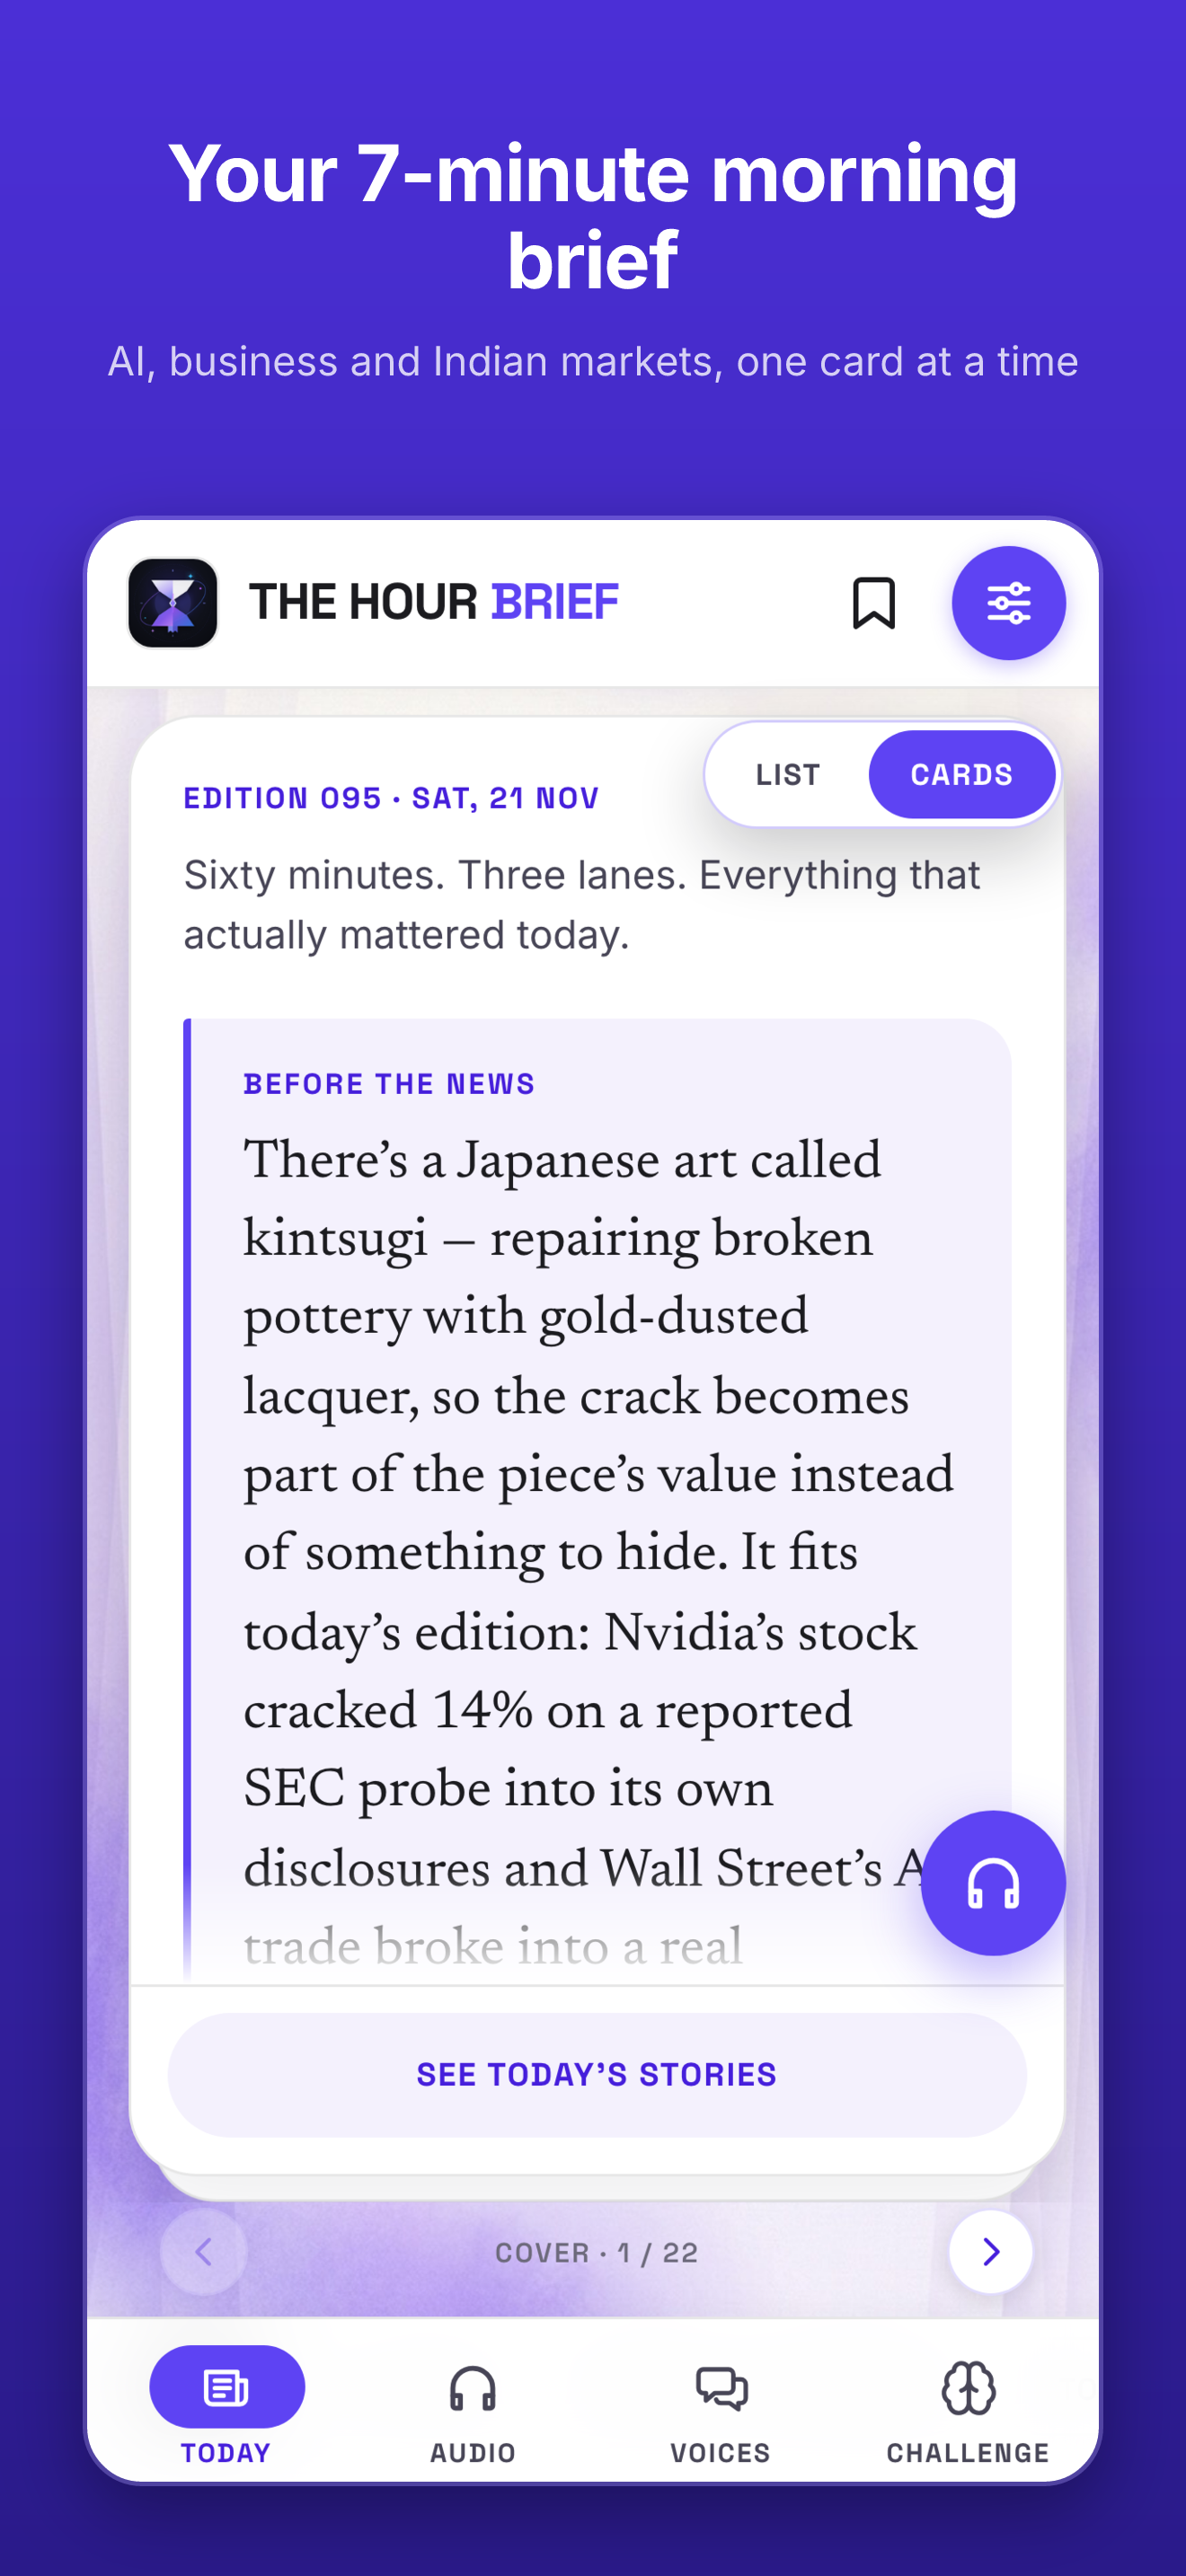 Your 7-minute morning
brief
AI, business and Indian markets, one card at a time
THE HOUR BRIEF
LIST
CARDS
EDITION 095 · SAT, 21 NOV
Sixty minutes. Three lanes. Everything that
actually mattered today.
BEFORE THE NEWS
There’s a Japanese art called
kintsugi — repairing broken
pottery with gold-dusted
lacquer, so the crack becomes
part of the piece’s value instead
of something to hide. It fits
today’s edition: Nvidia’s stock
cracked 14% on a reported
SEC probe into its own
disclosures and Wall Street’s
trade broke into a real
SEE TODAY’S STORIES
COVER · 1 / 22
TODAY
AUDIO
VOICES
CHALLENGE